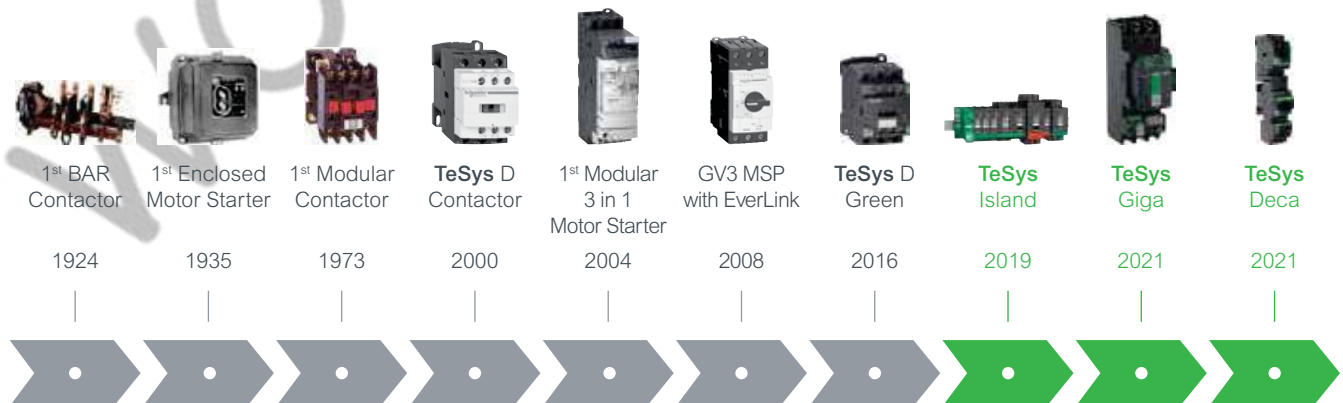 1st BAR
Contactor
1924
1st Enclosed
Motor Starter
1935
1st Modular
Contactor
1973
TeSys D
Contactor
2000
1st Modular
3 in 1
Motor Starter
2004
GV3 MSP
with EverLink
2008
TeSys D
Green
2016
TeSys
Island
2019
TeSys
Giga
2021
TeSys
Deca
2021